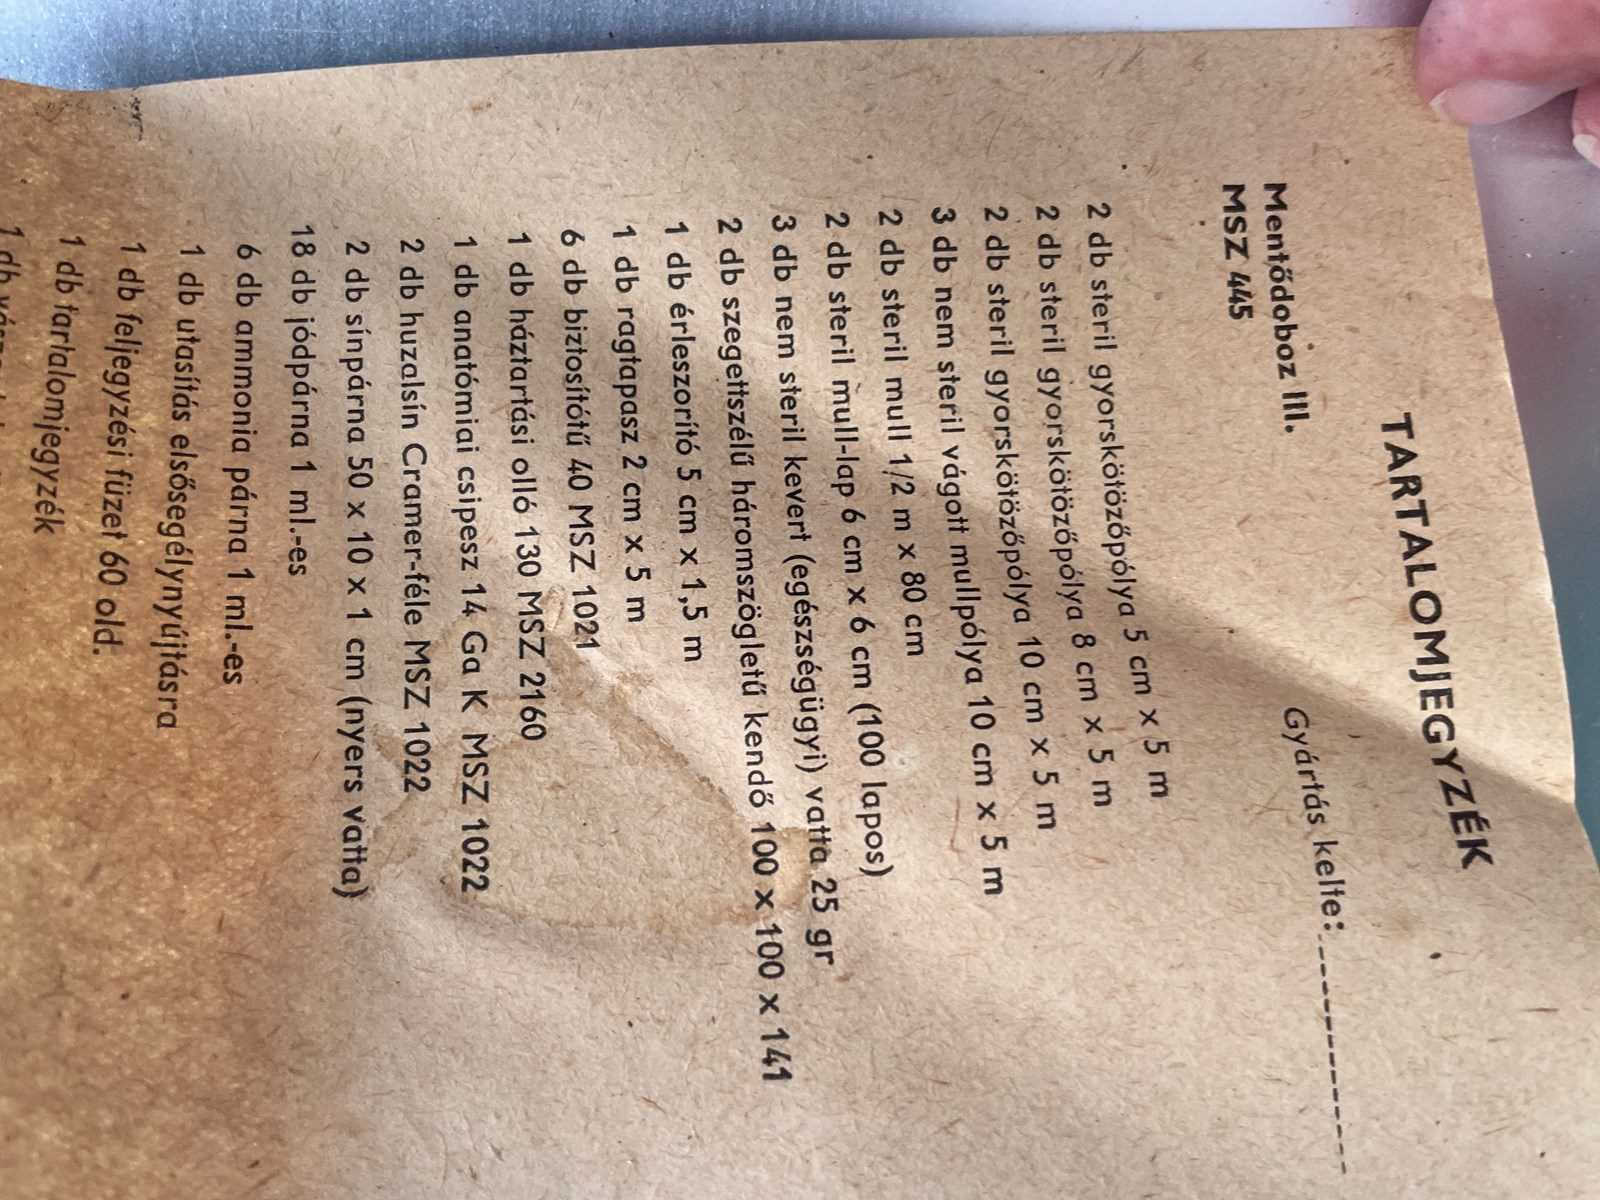 TARTALOMJEGYZÉK
Gyártás kelte:
Mentődoboz III.
MSZ 445
2 db steril gyorskötözőpólya 5 cm x 5 m
2 db steril gyorskötözőpólya 8 cm x 5 m
2 db steril gyorskötözőpólya 10 cm x 5 m
3 db nem steril vágott mullpólya 10 cm x 5 m
2 db steril mull 1/2 m x 80 cm
2 db steril mull-lap 6 cm x 6 cm (100 lapos)
3 db nem steril kevert (egészségügyi) vatta 25 gr
2 db szegettszélű háromszögletű kendő 100 x 100 x 141
1 db érleszorító 5 cm x 1,5 m
1 db ragtapasz 2 cm x 5 m
6 db biztosítótű 40 MSZ 1021
1 db háztartási olló 130 MSZ 2160
1 db anatómiai csipesz 14 Ga K MSZ 1022
2 db huzalsín Cramer-féle MSZ 1022
2 db sínpárna 50 x 10 x 1 cm (nyers vatta)
18 db jódpárna 1 ml.-es
6 db ammonia párna 1 ml.-es
1 db utasítás elsősegélynyújtásra
1 db feljegyzési füzet 60 old.
1 db tartalomjegyzék
1 db